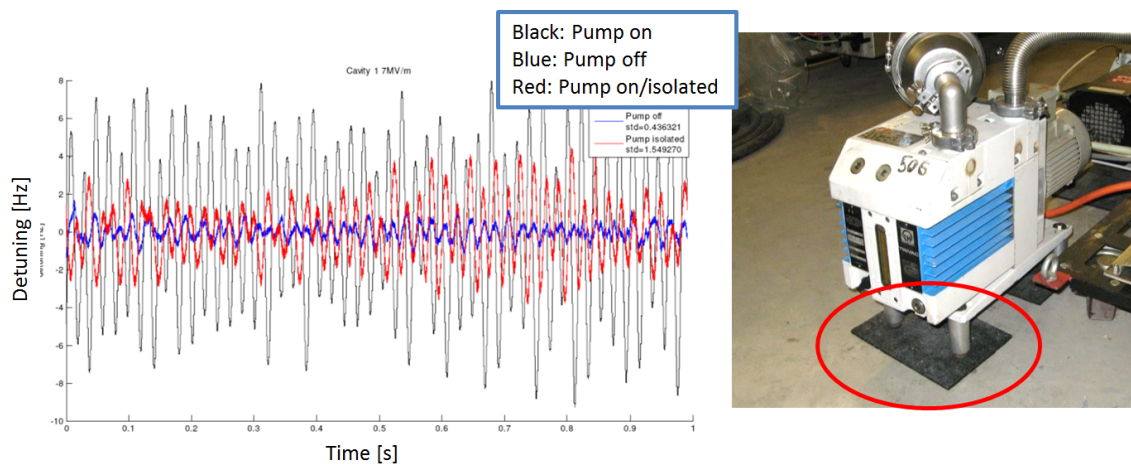 Black: Pump on
Blue: Pump off
Red: Pump on/isolated
Cavity 1 7MV/m
Pump off
std=0.436321
Pump isolated
std=1.549270
Detuning [Hz]
8
6
4
2
0
-2
-4
-6
-8
-10
0
0.1
0.2
0.3
0.4
0.5
0.6
0.7
0.8
0.9
1
Time [s]
506